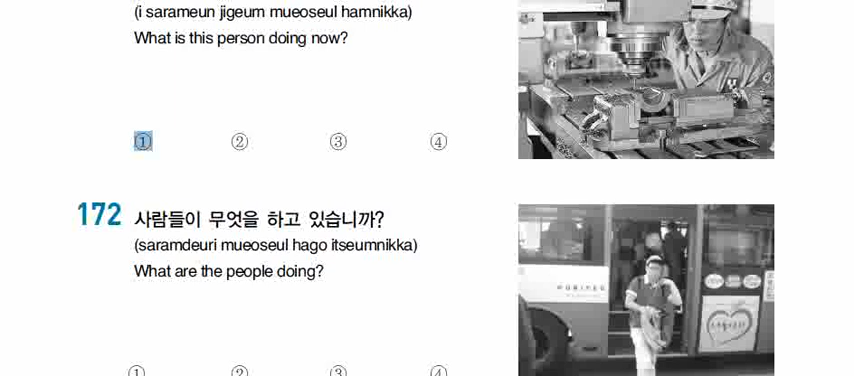 (i sarameun jigeum mueoseul hamnikka)
What is this person doing now?
① ② ③ ④
172 사람들이 무엇을 하고 있습니까?
(saramdeuri mueoseul hago itseumnikka)
What are the people doing?
① ② ③ ④